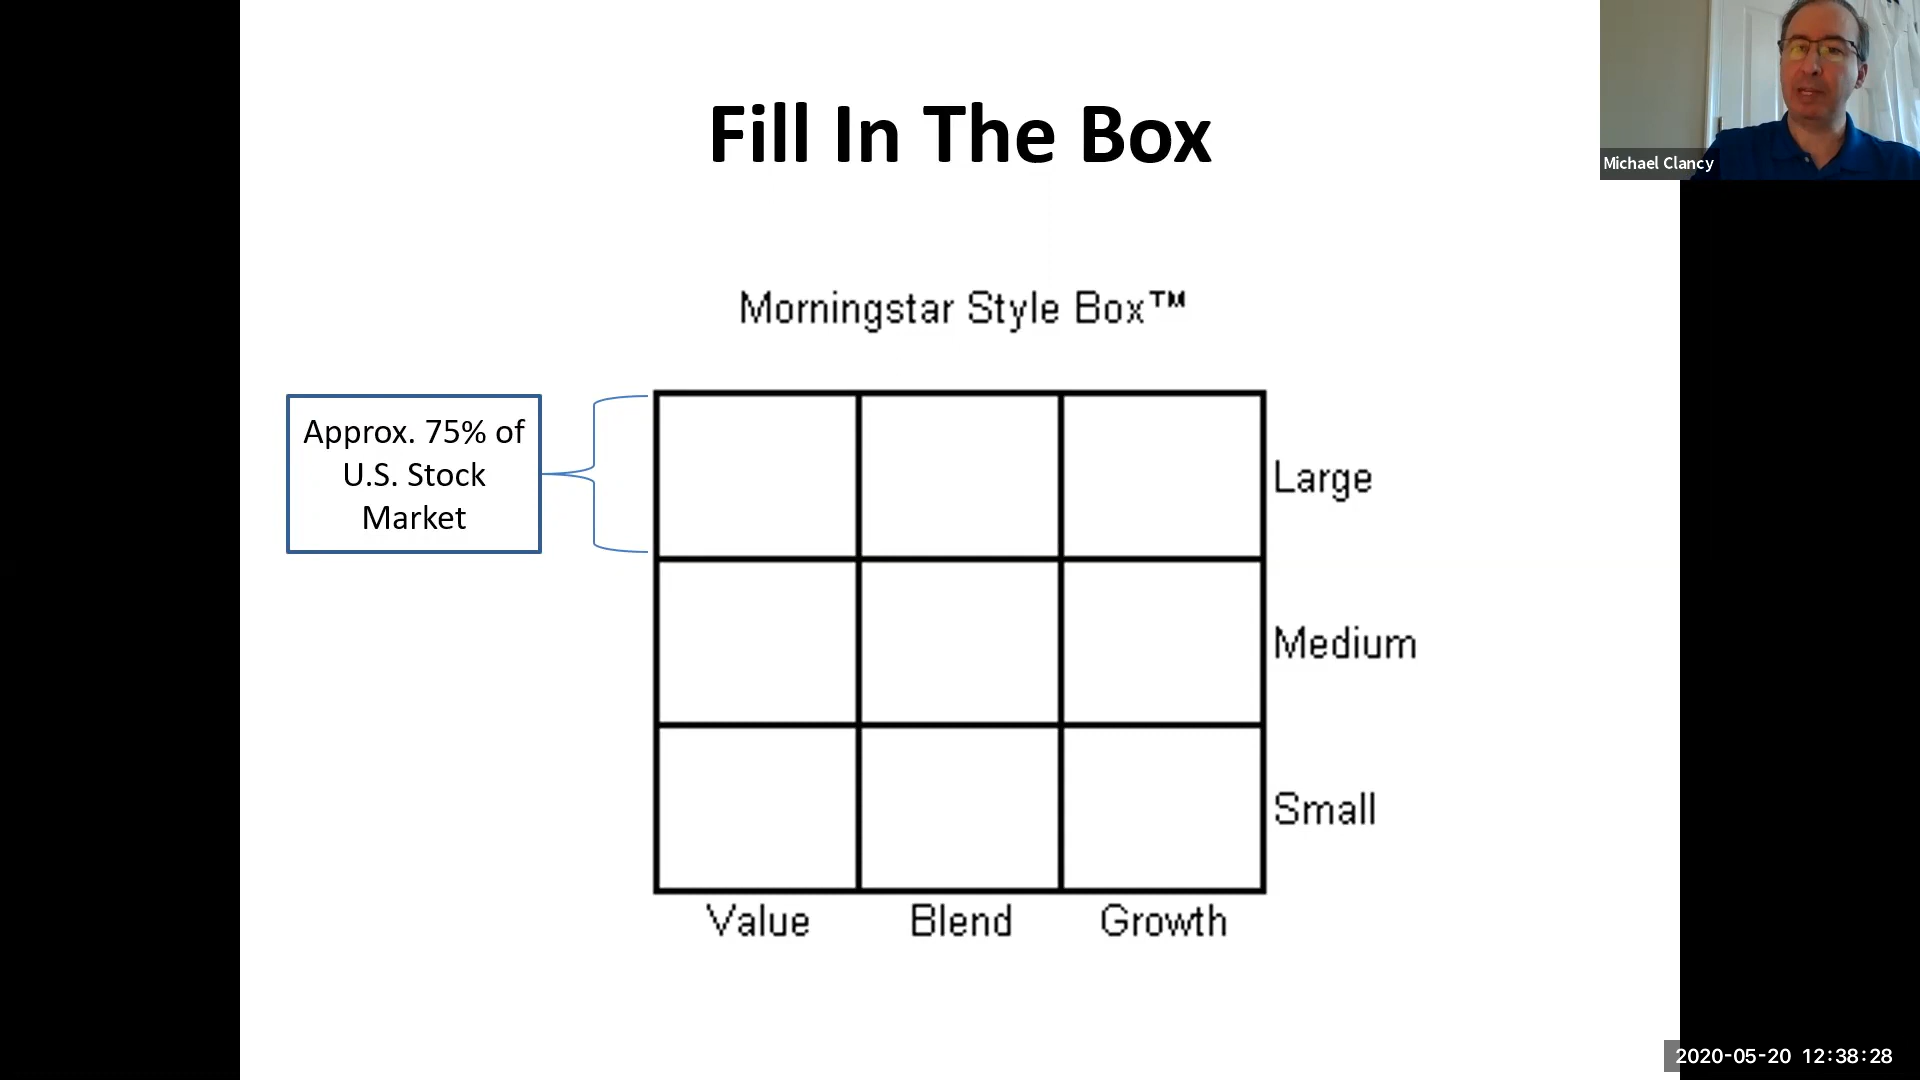 Fill In The Box
Michael Clancy
Morningstar Style Box™
Approx. 75% of
U.S. Stock
Market
Large
Medium
Small
Value Blend Growth
2020-05-20 12:38:28